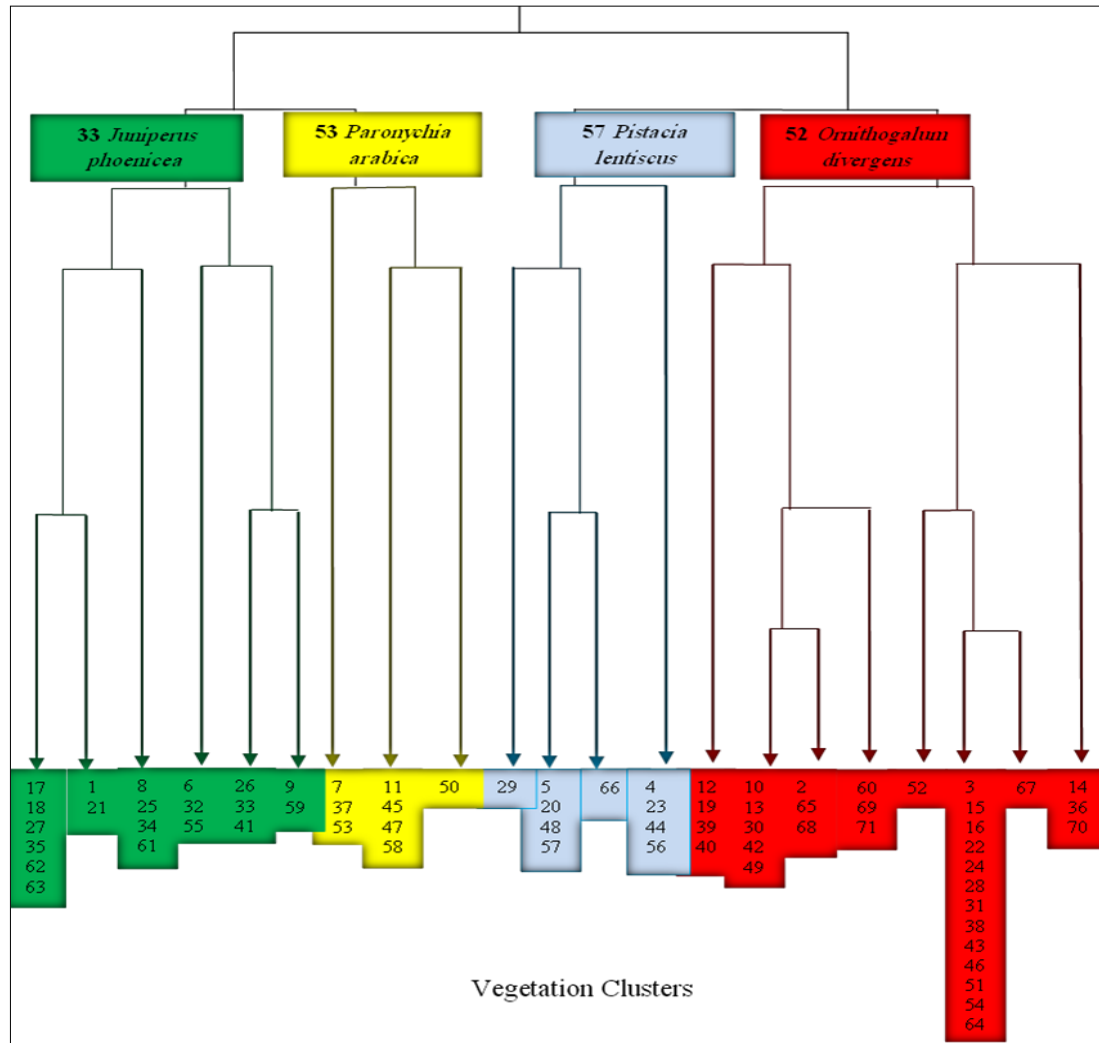 33 Juniperus
phoenicea
53 Paronychia
arabica
57 Pistacia
lentiscus
52 Ornithogalum
divergens
17 1 8 6 26 9 7 11 50 29 5 66 4 12 10 2 60 52 3 67 14
18 21 25 32 33 59 37 45 20 23 19 13 65 69 15 36
27 34 55 41 53 47 48 44 39 30 68 71 16 70
35 61 58 57 56 40 42 22
62 49 24
63 28
31
38
43
46
51
54
64
Vegetation Clusters